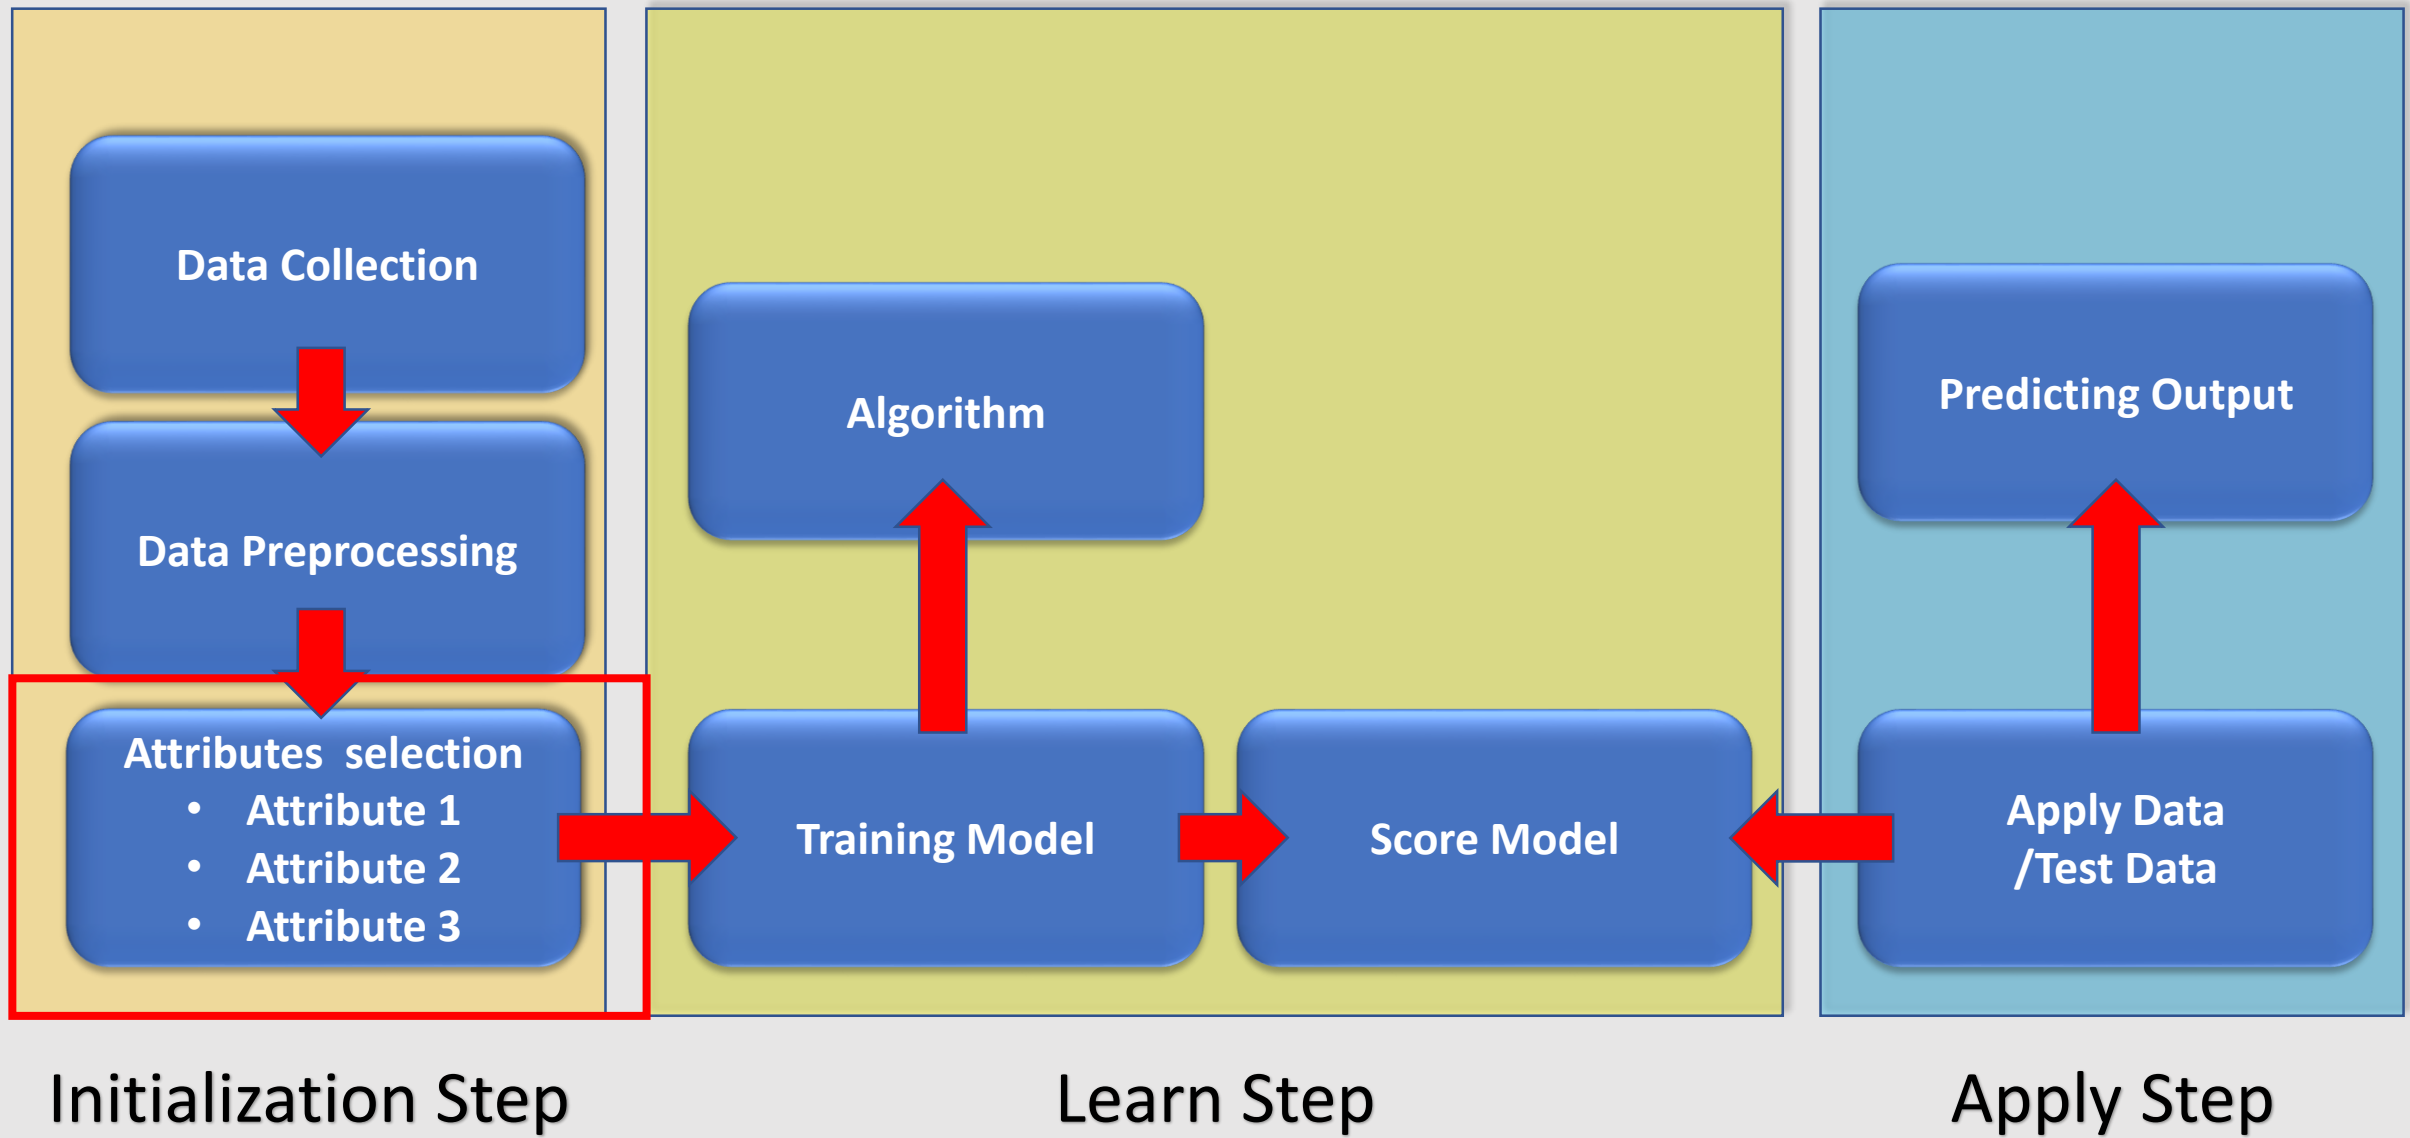 Data Collection
Data Preprocessing
Attributes  selection
• Attribute 1
• Attribute 2
• Attribute 3
Initialization Step
Algorithm
Training Model
Score Model
Learn Step
Predicting Output
Apply Data
/Test Data
Apply Step